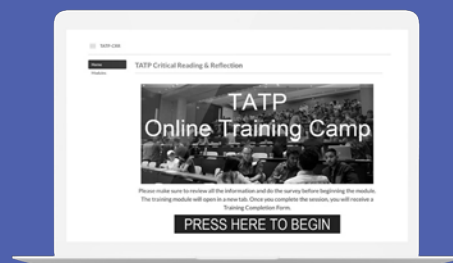 TATP-CRR
Home
Modules
TATP Critical Reading & Reflection
TATP
Online Training Camp
Please make sure to review all the information and do the survey before beginning the module.
The training module will open in a new tab. Once you complete the session, you will receive a
Training Completion Form.
PRESS HERE TO BEGIN